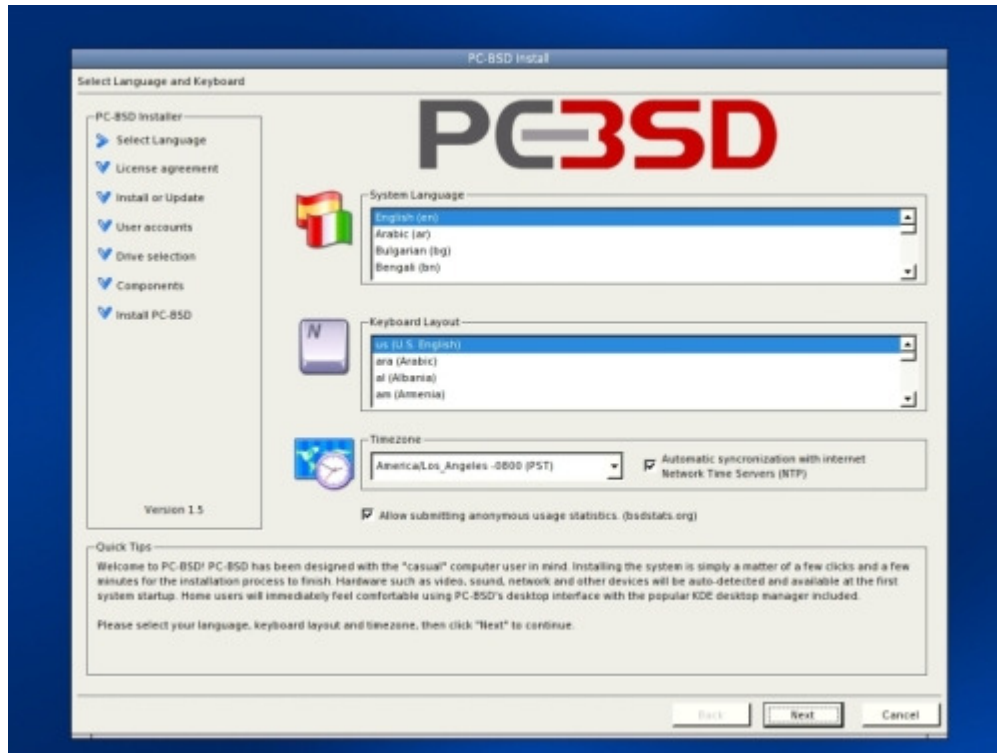 PC-BSD Install
Select Language and Keyboard
PC-BSD Installer
Select Language
License agreement
Install or Update
User accounts
Drive selection
Components
Install PC-BSD
Version 1.5
PC-BSD
System Language
English (en)
Arabic (ar)
Bulgarian (bg)
Bengali (bn)
N
Keyboard Layout
us (U.S. English)
ara (Arabic)
al (Albania)
am (Armenia)
Timezone
America/Los_Angeles -0800 (PST)
Automatic syncronization with internet
Network Time Servers (NTP)
Allow submitting anonymous usage statistics. (bsdstats.org)
Quick Tips
Welcome to PC-BSD! PC-BSD has been designed with the "casual" computer user in mind. Installing the system is simply a matter of a few clicks and a few
minutes for the installation process to finish. Hardware such as video, sound, network and other devices will be auto-detected and available at the first
system startup. Home users will immediately feel comfortable using PC-BSD's desktop interface with the popular KDE desktop manager included.
Please select your language, keyboard layout and timezone, then click "Next" to continue.
Back
Next
Cancel